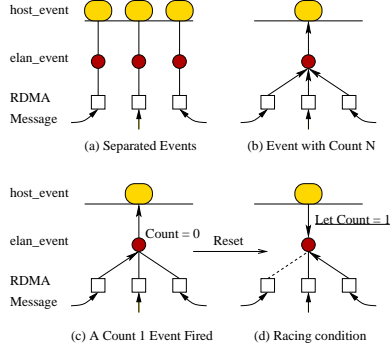 host_event
elan_event
RDMA
Message
(a) Separated Events
(b) Event with Count N
host_event
Count = 0
Let Count = 1
elan_event
Reset
RDMA
Message
(c) A Count 1 Event Fired
(d) Racing condition